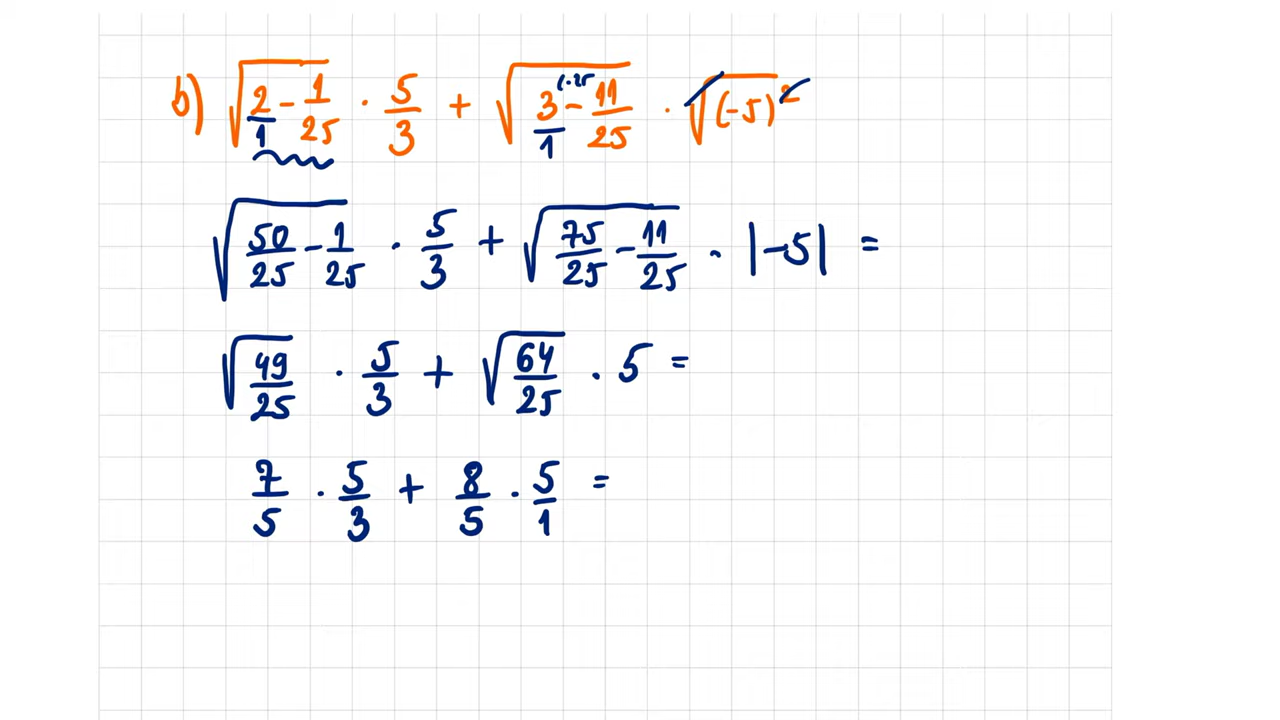 b) √(2/1 - 1/25) · 5/3 + √(3/1 (·25 - 11/25) · √(-5)²
√(50/25 - 1/25) · 5/3 + √(75/25 - 11/25) · |-5| =
√(49/25) · 5/3 + √(64/25) · 5 =
7/5 · 5/3 + 8/5 · 5/1 =